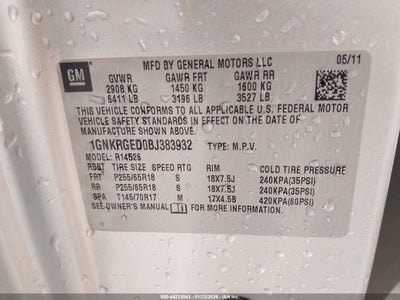 GM
MFD BY GENERAL MOTORS LLC 05/11
GVWR GAWR FRT GAWR RR
2908 KG 1450 KG 1600 KG
6411 LB 3196 LB 3527 LB
THIS VEHICLE CONFORMS TO ALL APPLICABLE U.S. FEDERAL MOTOR
VEHICLE SAFETY STANDARDS IN EFFECT ON THE DATE OF
MANUFACTURE SHOWN ABOVE.
1GNKRGED0BJ383932 TYPE: M.P.V.
MODEL: R14526
TIRE SIZE SPEED RTG RIM COLD TIRE PRESSURE
FRT P255/65R18 S 18X7.5J 240KPA(35PSI)
RR P255/65R18 S 18X7.5J 240KPA(35PSI)
SPA T145/70R17 M 17X4.5B 420KPA(60PSI)
SEE OWNER'S MANUAL FOR ADDITIONAL INFORMATION.